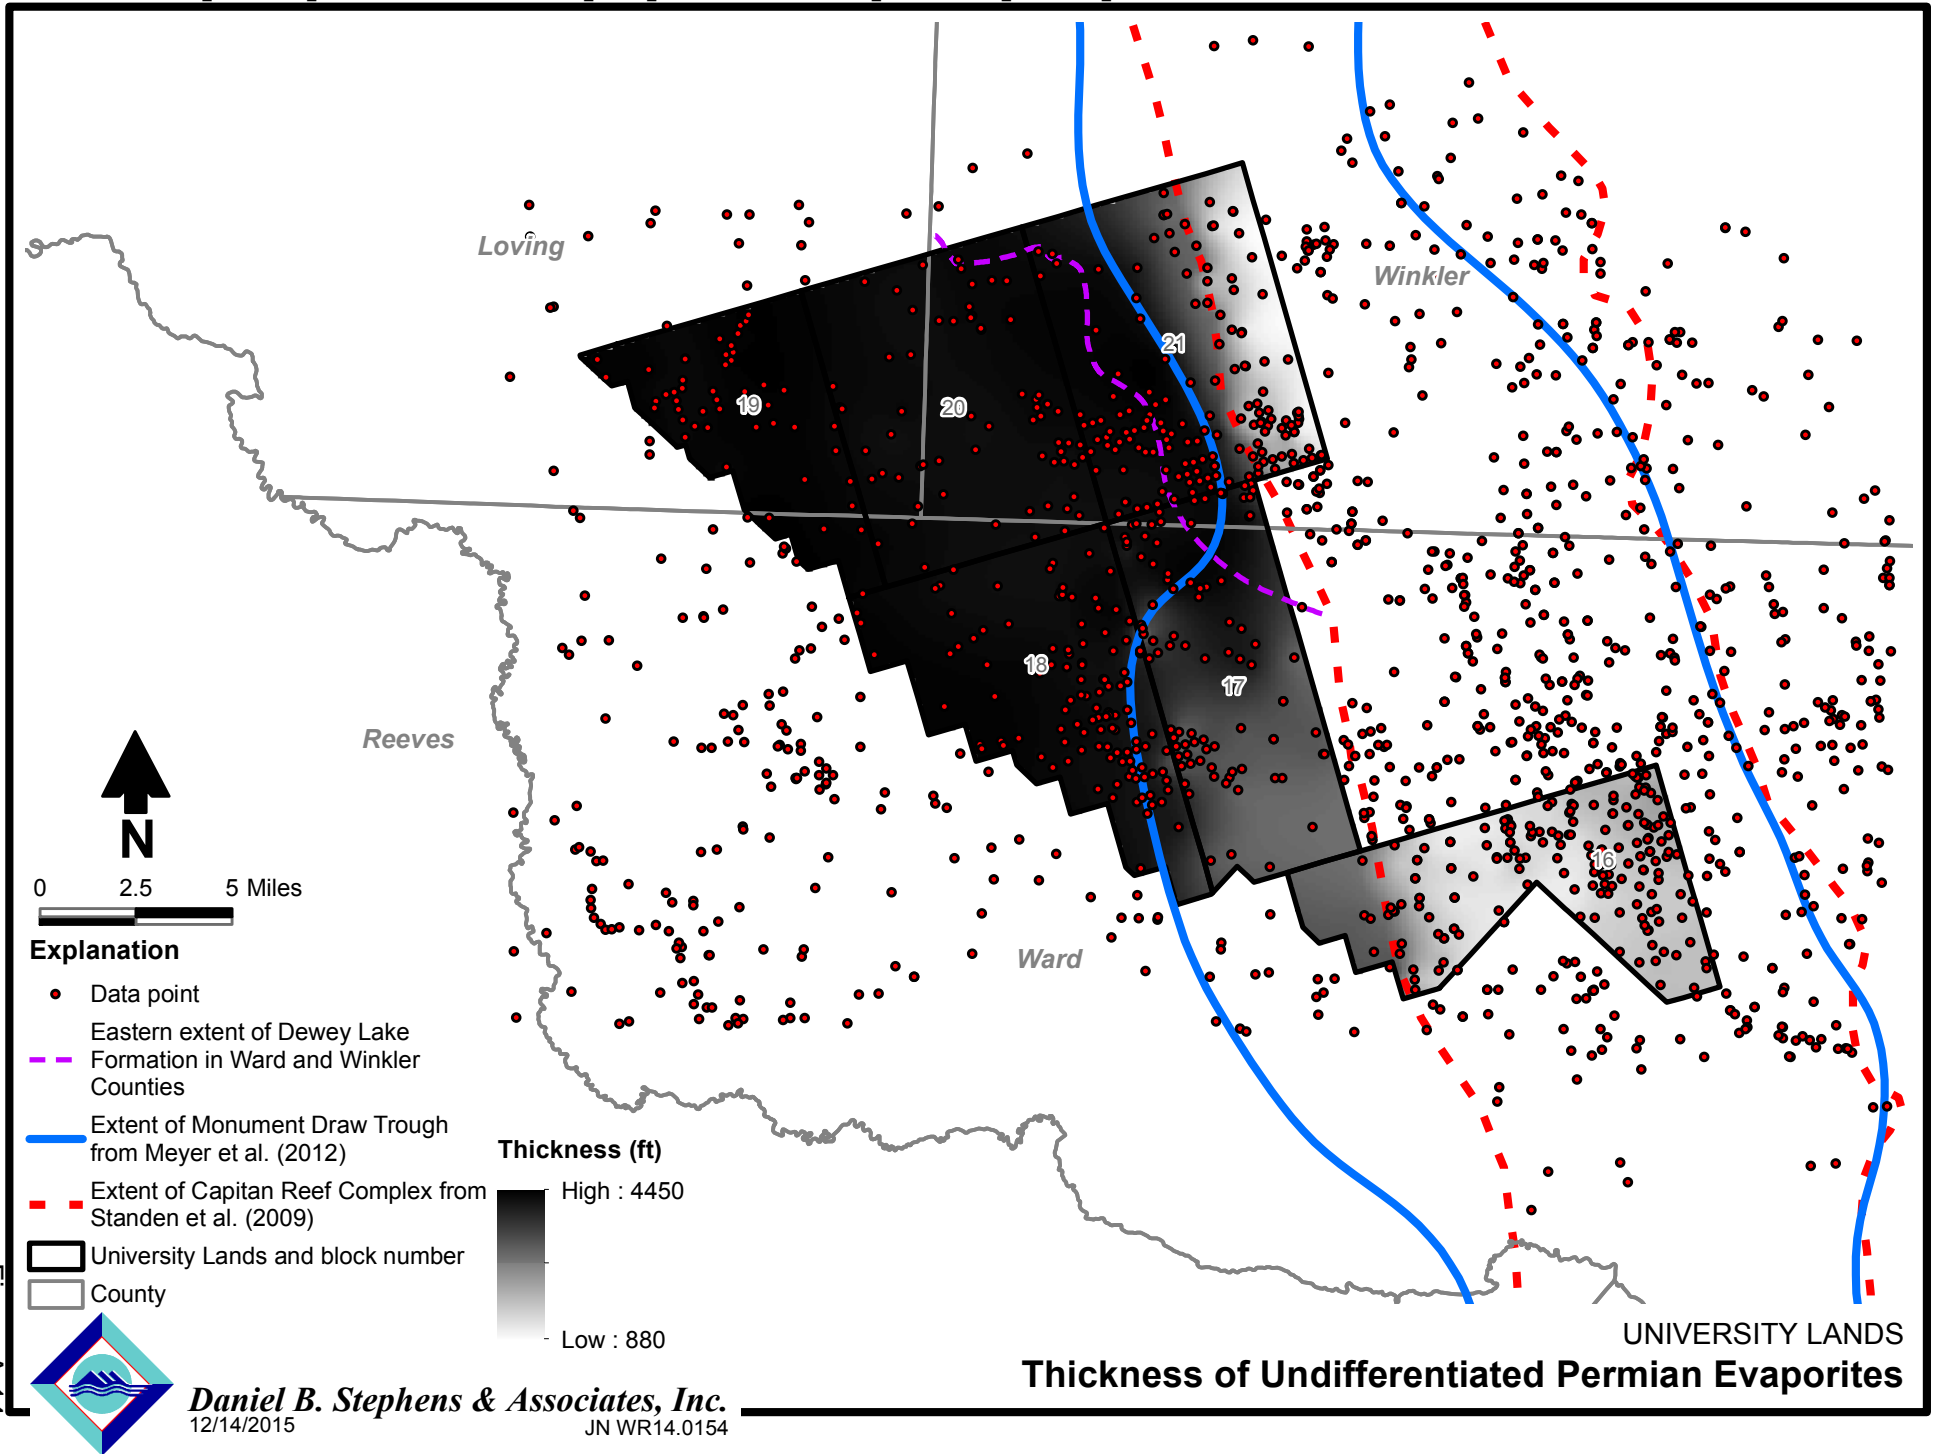 Loving
Winkler
21
19
20
18
17
Reeves
16
Ward
N
0 2.5 5 Miles
Explanation
Data point
Eastern extent of Dewey Lake
Formation in Ward and Winkler
Counties
Extent of Monument Draw Trough
from Meyer et al. (2012)
Extent of Capitan Reef Complex from
Standen et al. (2009)
University Lands and block number
County
Thickness (ft)
High : 4450
Low : 880
UNIVERSITY LANDS
Thickness of Undifferentiated Permian Evaporites
Daniel B. Stephens & Associates, Inc.
12/14/2015
JN WR14.0154